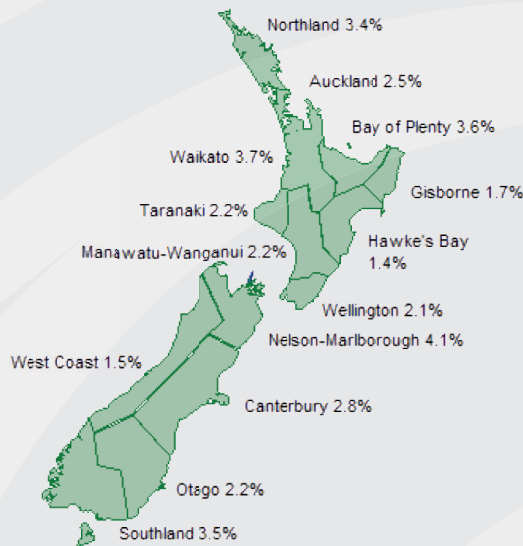 Northland 3.4%
Auckland 2.5%
Bay of Plenty 3.6%
Waikato 3.7%
Gisborne 1.7%
Taranaki 2.2%
Hawke's Bay
1.4%
Manawatu-Wanganui 2.2%
Wellington 2.1%
Nelson-Marlborough 4.1%
West Coast 1.5%
Canterbury 2.8%
Otago 2.2%
Southland 3.5%